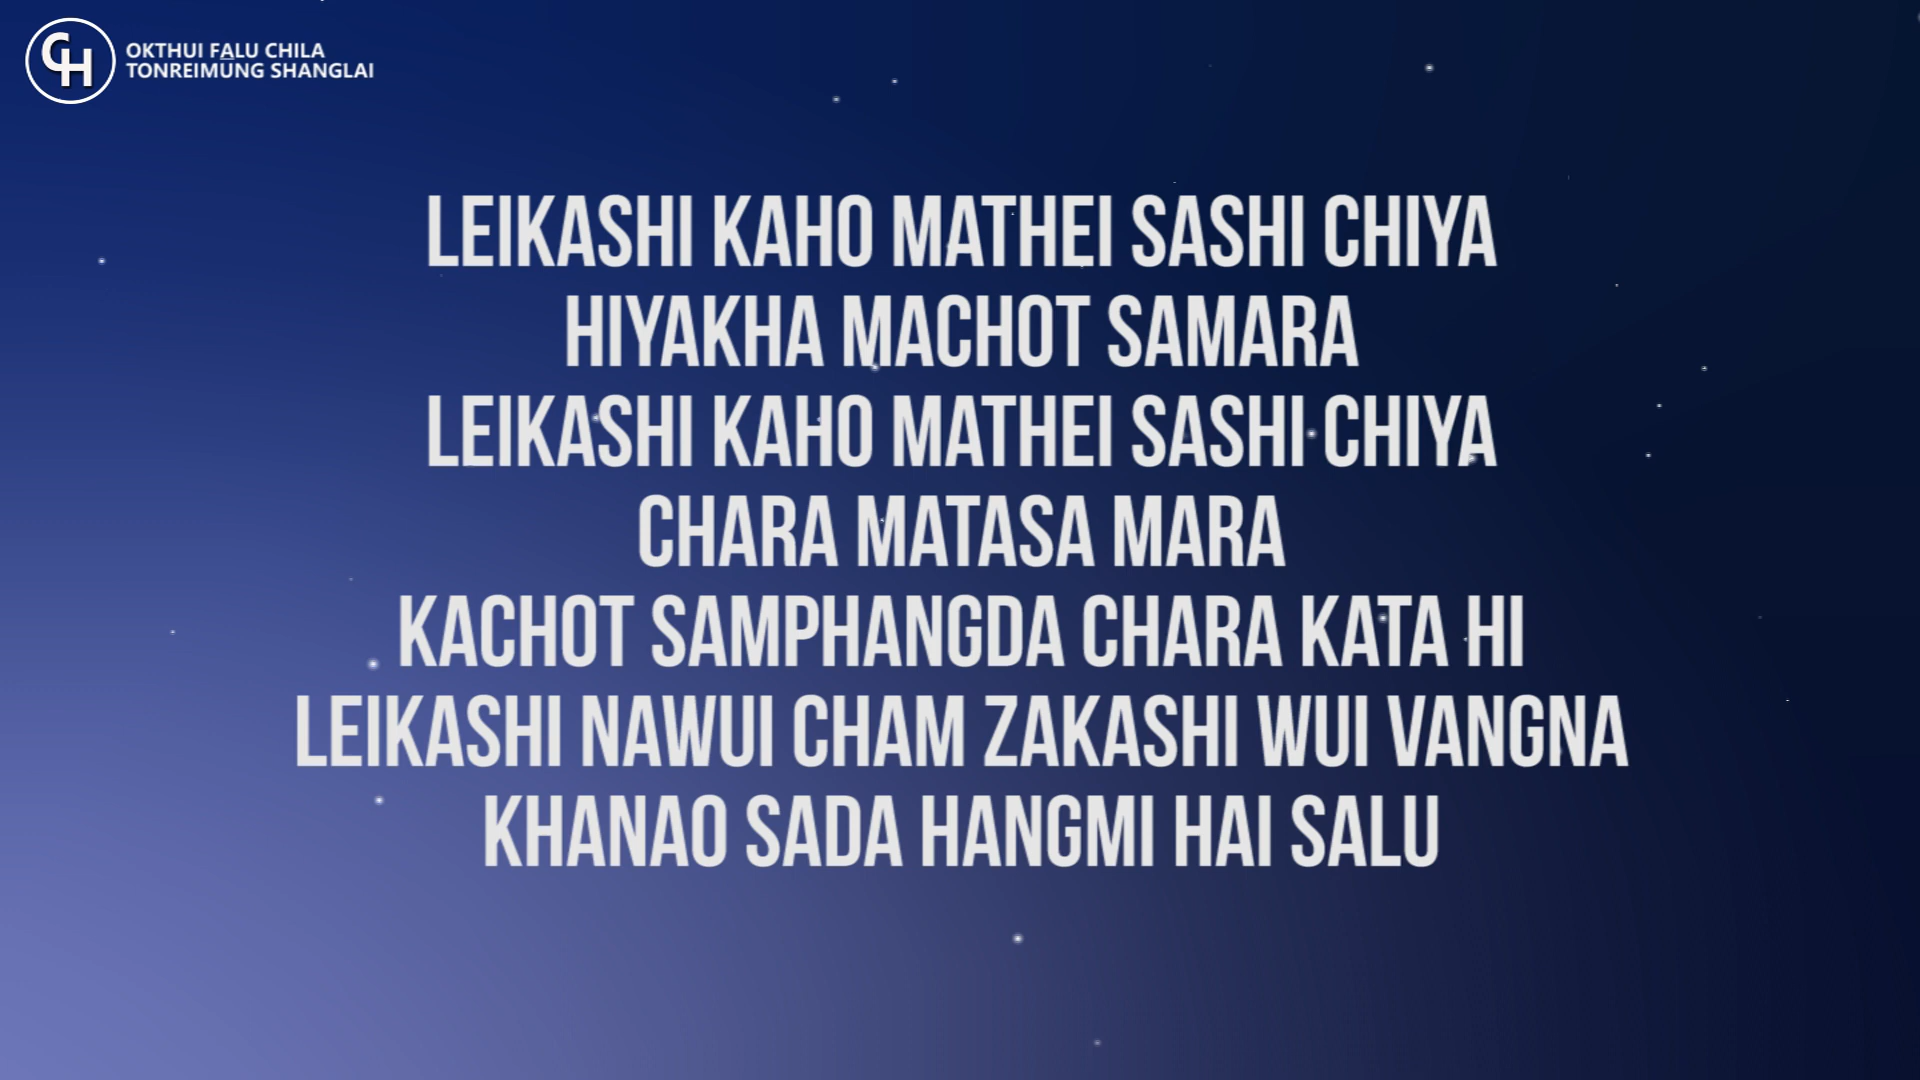 CH
OKTHUI FALU CHILA
TONREIMUNG SHANGLAI
LEIKASHI KAHO MATHEI SASHI CHIYA
HIYAKHA MACHOT SAMARA
LEIKASHI KAHO MATHEI SASHI CHIYA
CHARA MATASA MARA
KACHOT SAMPHANGDA CHARA KATA HI
LEIKASHI NAWUI CHAM ZAKASHI WUI VANGNA
KHANAO SADA HANGMI HAI SALU